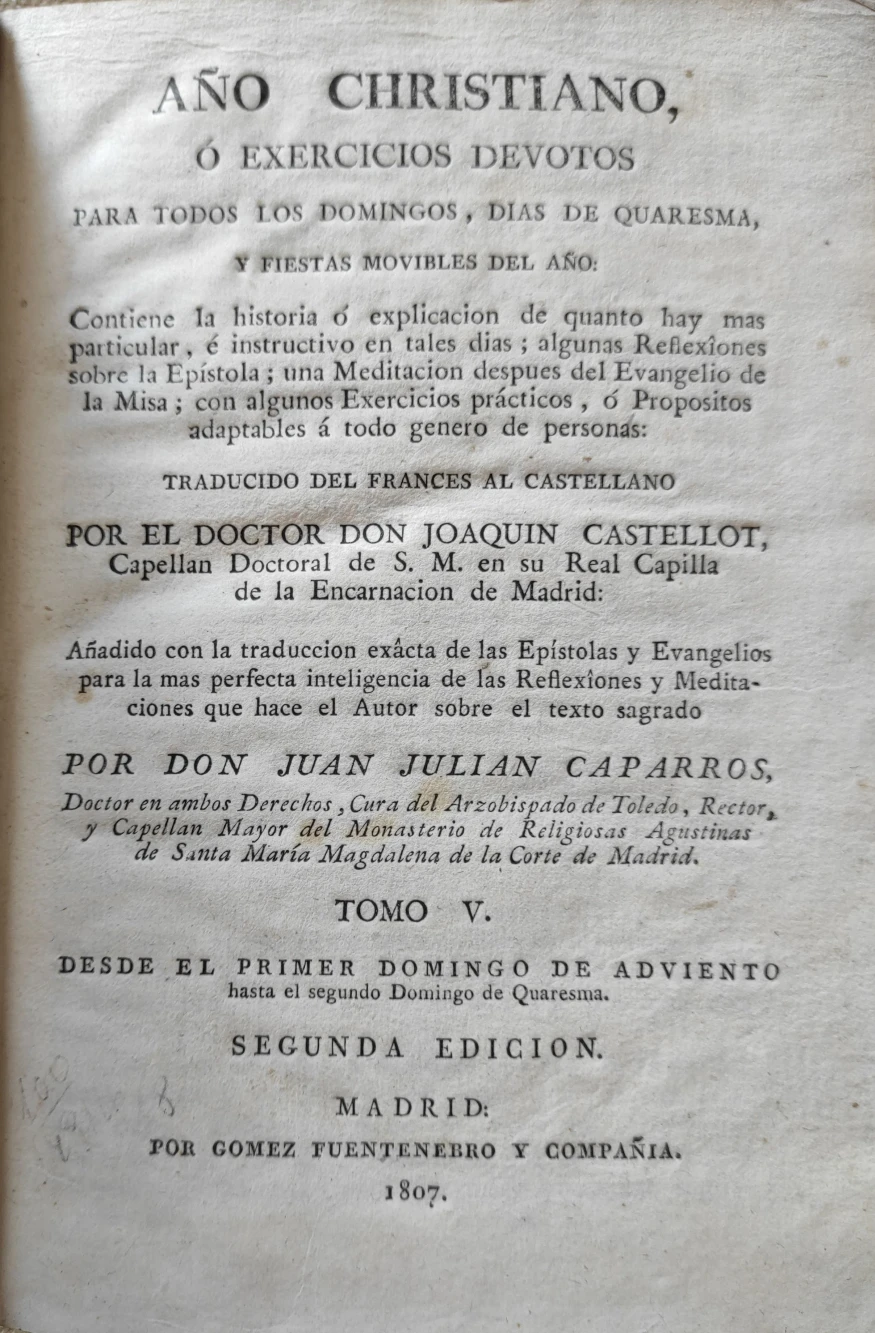 AÑO CHRISTIANO,
Ó EXERCICIOS DEVOTOS
PARA TODOS LOS DOMINGOS, DIAS DE QUARESMA,
Y FIESTAS MOVIBLES DEL AÑO:
Contiene la historia ó explicacion de quanto hay mas
particular, é instructivo en tales dias; algunas Reflexîones
sobre la Epístola; una Meditacion despues del Evangelio de
la Misa; con algunos Exercicios prácticos, ó Propositos
adaptables á todo genero de personas:
TRADUCIDO DEL FRANCES AL CASTELLANO
POR EL DOCTOR DON JOAQUIN CASTELLOT,
Capellan Doctoral de S. M. en su Real Capilla
de la Encarnacion de Madrid:
Añadido con la traduccion exâcta de las Epístolas y Evangelios
para la mas perfecta inteligencia de las Reflexîones y Medita-
ciones que hace el Autor sobre el texto sagrado
POR DON JUAN JULIAN CAPARROS,
Doctor en ambos Derechos, Cura del Arzobispado de Toledo, Rector,
y Capellan Mayor del Monasterio de Religiosas Agustinas
de Santa María Magdalena de la Corte de Madrid.
TOMO V.
DESDE EL PRIMER DOMINGO DE ADVIENTO
hasta el segundo Domingo de Quaresma.
SEGUNDA EDICION.
MADRID:
POR GOMEZ FUENTENEBRO Y COMPAÑIA.
1807.